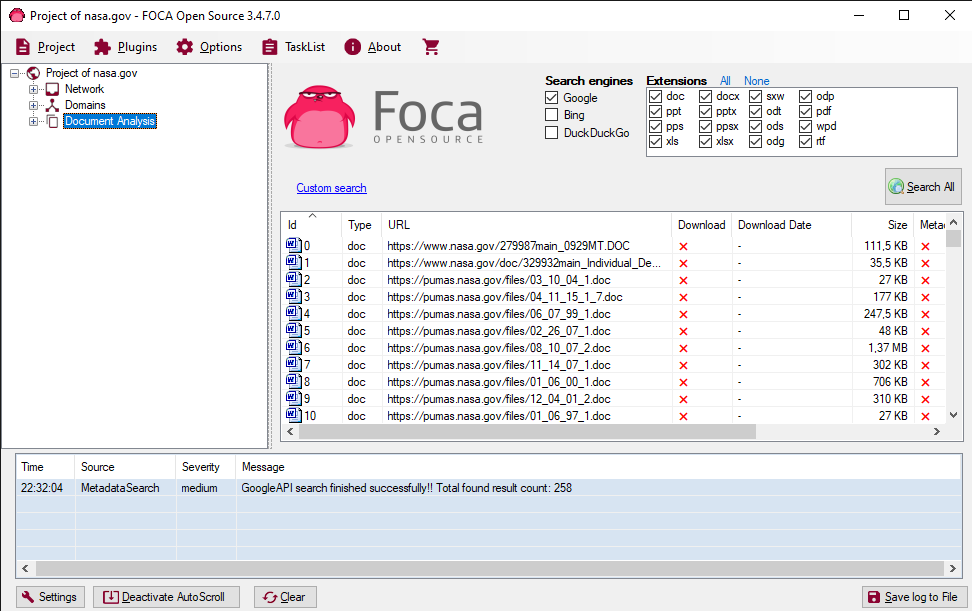 Project of nasa.gov - FOCA Open Source 3.4.7.0
Project Plugins Options TaskList About
Project of nasa.gov
Network
Domains
Document Analysis
Foca
OPENSOURCE
Search engines
Google
Bing
DuckDuckGo
Extensions All None
doc docx sxw odp
ppt pptx odt pdf
pps ppsx ods wpd
xls xlsx odg rtf
Custom search
Search All
Id Type URL Download Download Date Size Metac
0 doc https://www.nasa.gov/279987main_0929MT.DOC - 111,5 KB
1 doc https://www.nasa.gov/doc/329932main_Individual_De... - 35,5 KB
2 doc https://pumas.nasa.gov/files/03_10_04_1.doc - 27 KB
3 doc https://pumas.nasa.gov/files/04_11_15_1_7.doc - 177 KB
4 doc https://pumas.nasa.gov/files/06_07_99_1.doc - 247,5 KB
5 doc https://pumas.nasa.gov/files/02_26_07_1.doc - 48 KB
6 doc https://pumas.nasa.gov/files/08_10_07_2.doc - 1,37 MB
7 doc https://pumas.nasa.gov/files/11_14_07_1.doc - 302 KB
8 doc https://pumas.nasa.gov/files/01_06_00_1.doc - 706 KB
9 doc https://pumas.nasa.gov/files/12_04_01_2.doc - 310 KB
10 doc https://pumas.nasa.gov/files/01_06_97_1.doc - 27 KB
Time Source Severity Message
22:32:04 MetadataSearch medium GoogleAPI search finished successfully!! Total found result count: 258
Settings Deactivate AutoScroll Clear Save log to File